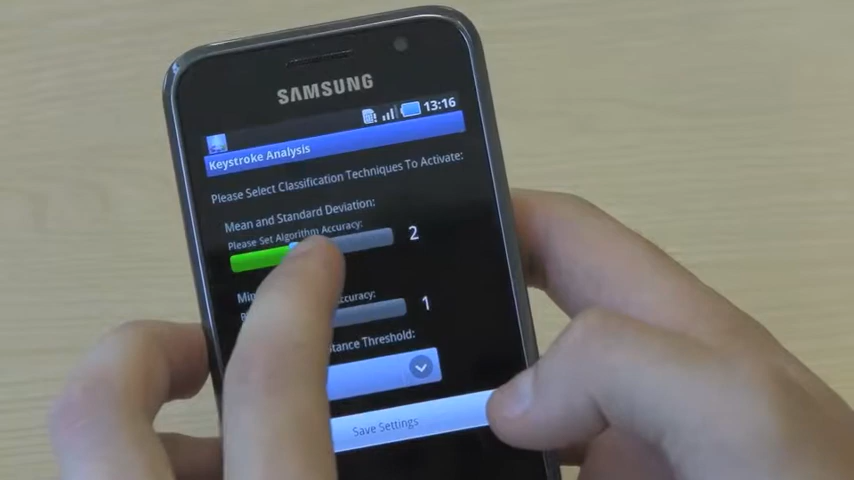 SAMSUNG
13:16
Keystroke Analysis
Please Select Classification Techniques To Activate:
Mean and Standard Deviation:
Please Set Algorithm Accuracy:
2
Accuracy:
1
Threshold:
Save Settings